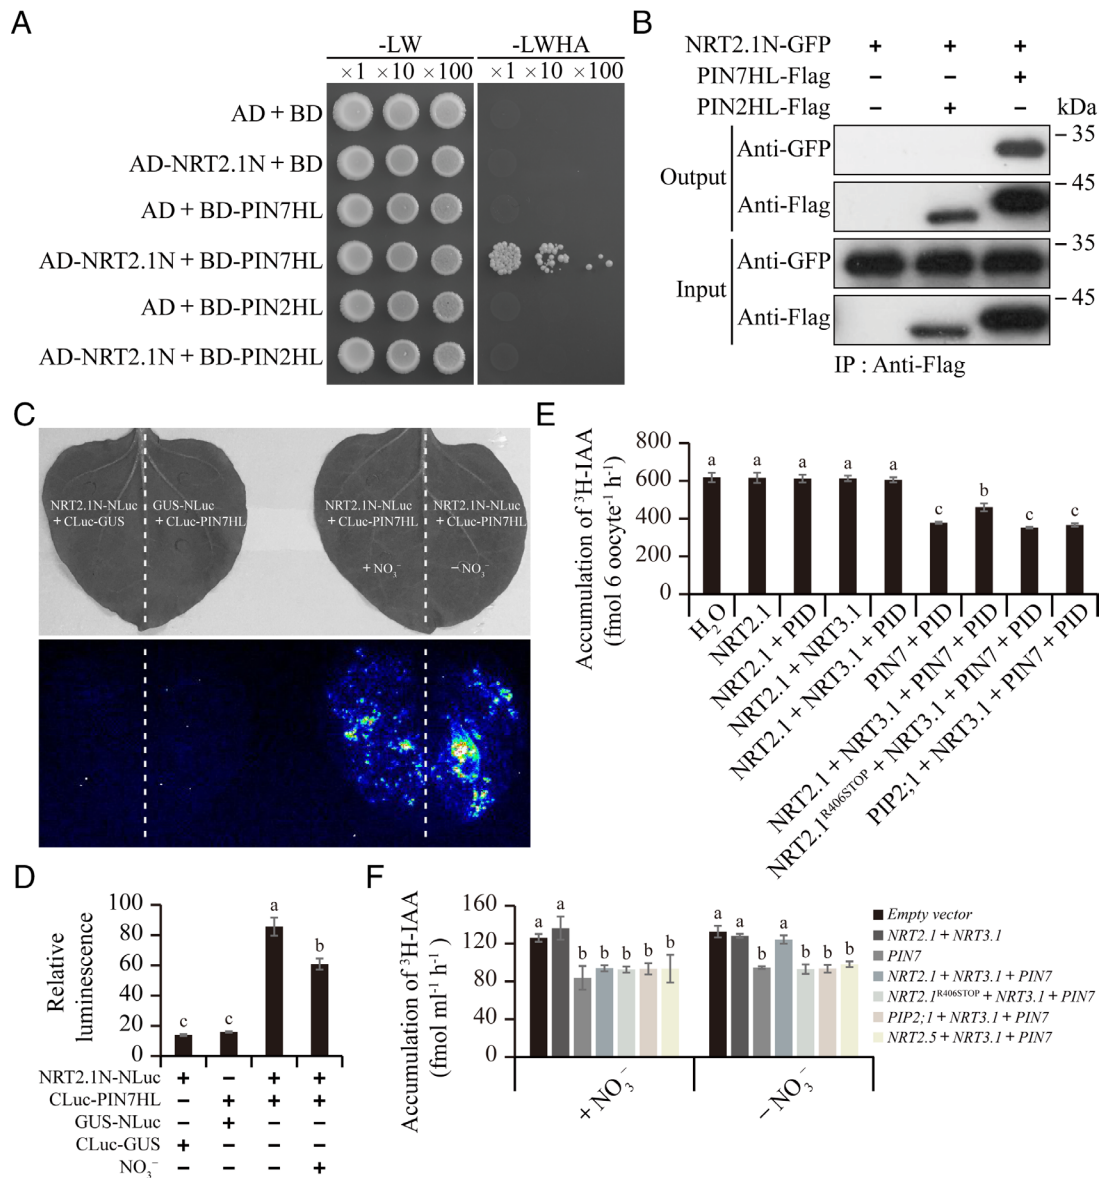 A
-LW -LWHA
×1 ×10 ×100 ×1 ×10 ×100
AD + BD
AD-NRT2.1N + BD
AD + BD-PIN7HL
AD-NRT2.1N + BD-PIN7HL
AD + BD-PIN2HL
AD-NRT2.1N + BD-PIN2HL
B
NRT2.1N-GFP + + +
PIN7HL-Flag − − +
PIN2HL-Flag − + −
kDa
Output
Anti-GFP −35
Anti-Flag −45
Input
Anti-GFP −35
Anti-Flag −45
IP : Anti-Flag
C
NRT2.1N-NLuc
+ CLuc-GUS
GUS-NLuc
+ CLuc-PIN7HL
NRT2.1N-NLuc
+ CLuc-PIN7HL
+ NO₃⁻
NRT2.1N-NLuc
+ CLuc-PIN7HL
− NO₃⁻
D
Relative
luminescence
100
80
60
40
20
0
c c a b
NRT2.1N-NLuc + − + +
CLuc-PIN7HL − + + +
GUS-NLuc − + − −
CLuc-GUS + − − −
NO₃⁻ − − − +
E
Accumulation of ³H-IAA
(fmol 6 oocyte⁻¹ h⁻¹)
800
600
400
200
0
a a a a a c b c c
H₂O
NRT2.1
NRT2.1 + PID
NRT2.1 + NRT3.1
NRT2.1 + NRT3.1 + PID
PIN7 + PID
NRT2.1 + NRT3.1 + PIN7 + PID
NRT2.1ᴿ⁴⁰⁶ˢᵀᴼᴾ + NRT3.1 + PIN7 + PID
PIP2;1 + NRT3.1 + PIN7 + PID
F
Accumulation of ³H-IAA
(fmol ml⁻¹ h⁻¹)
160
120
80
40
0
a a b b b b b
a a b a b b b
+ NO₃⁻
− NO₃⁻
Empty vector
NRT2.1 + NRT3.1
PIN7
NRT2.1 + NRT3.1 + PIN7
NRT2.1ᴿ⁴⁰⁶ˢᵀᴼᴾ + NRT3.1 + PIN7
PIP2;1 + NRT3.1 + PIN7
NRT2.5 + NRT3.1 + PIN7